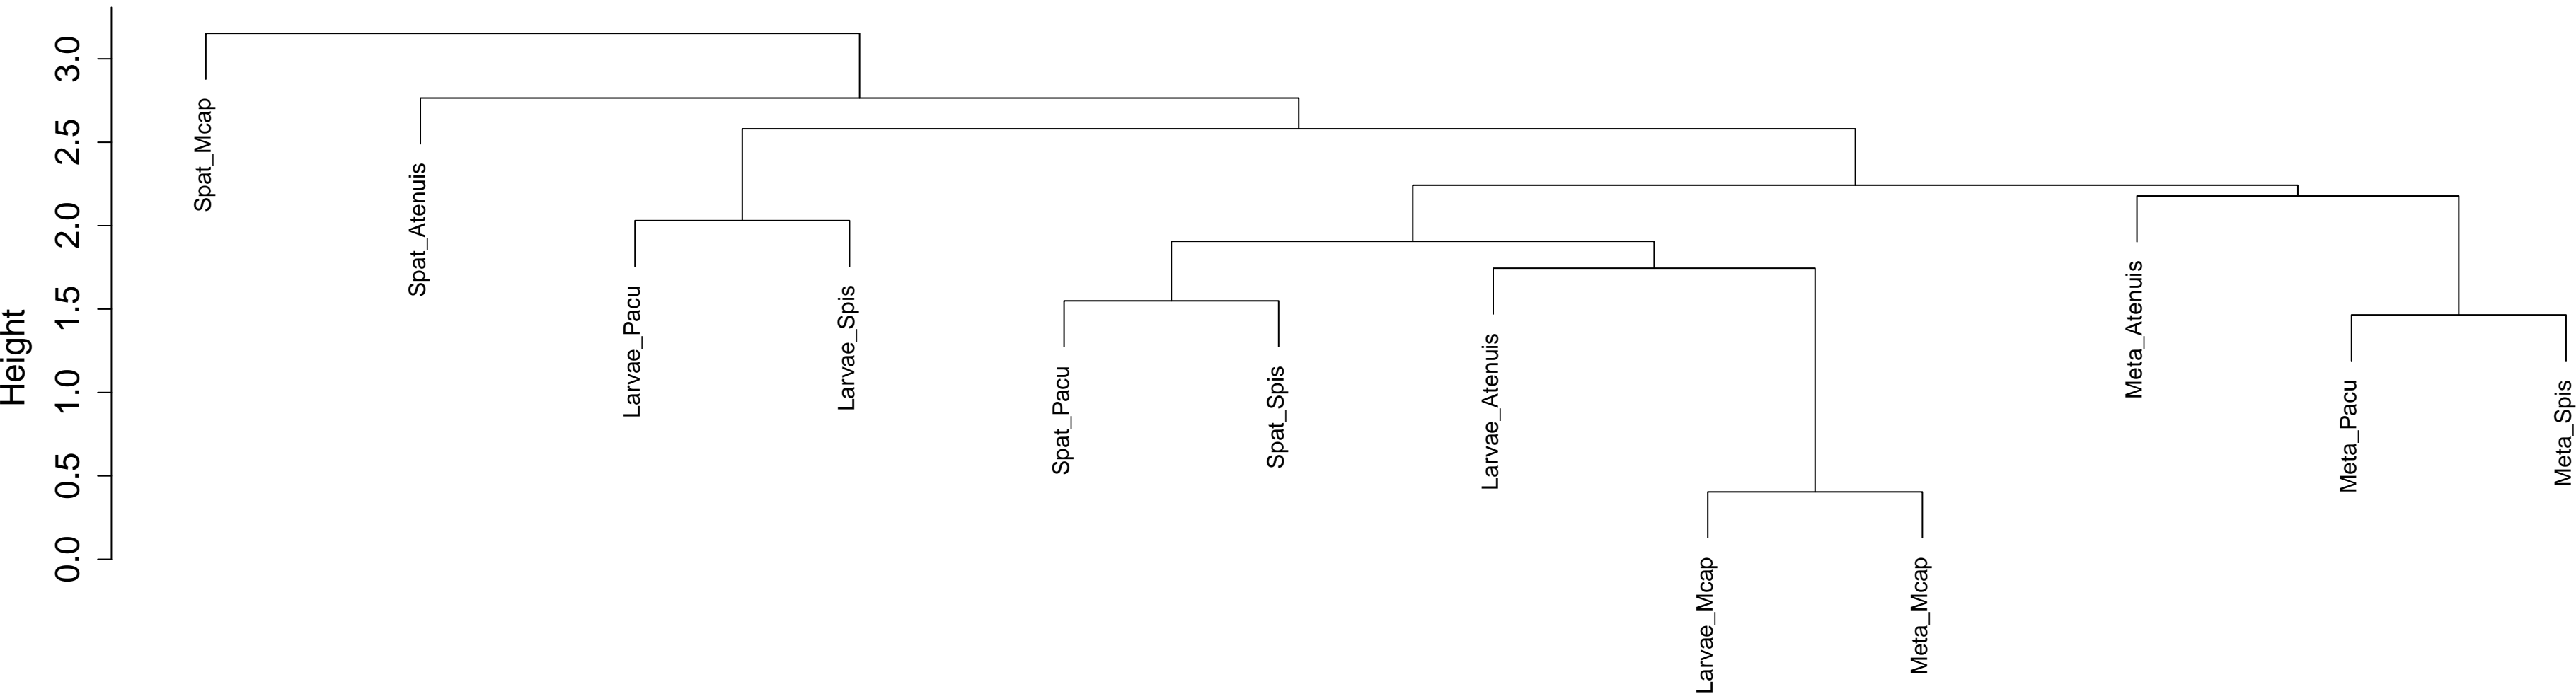 Height
3.0
2.5
2.0
1.5
1.0
0.5
0.0
Spat_Mcap
Spat_Atenuis
Larvae_Pacu
Larvae_Spis
Spat_Pacu
Spat_Spis
Larvae_Atenuis
Larvae_Mcap
Meta_Mcap
Meta_Atenuis
Meta_Pacu
Meta_Spis